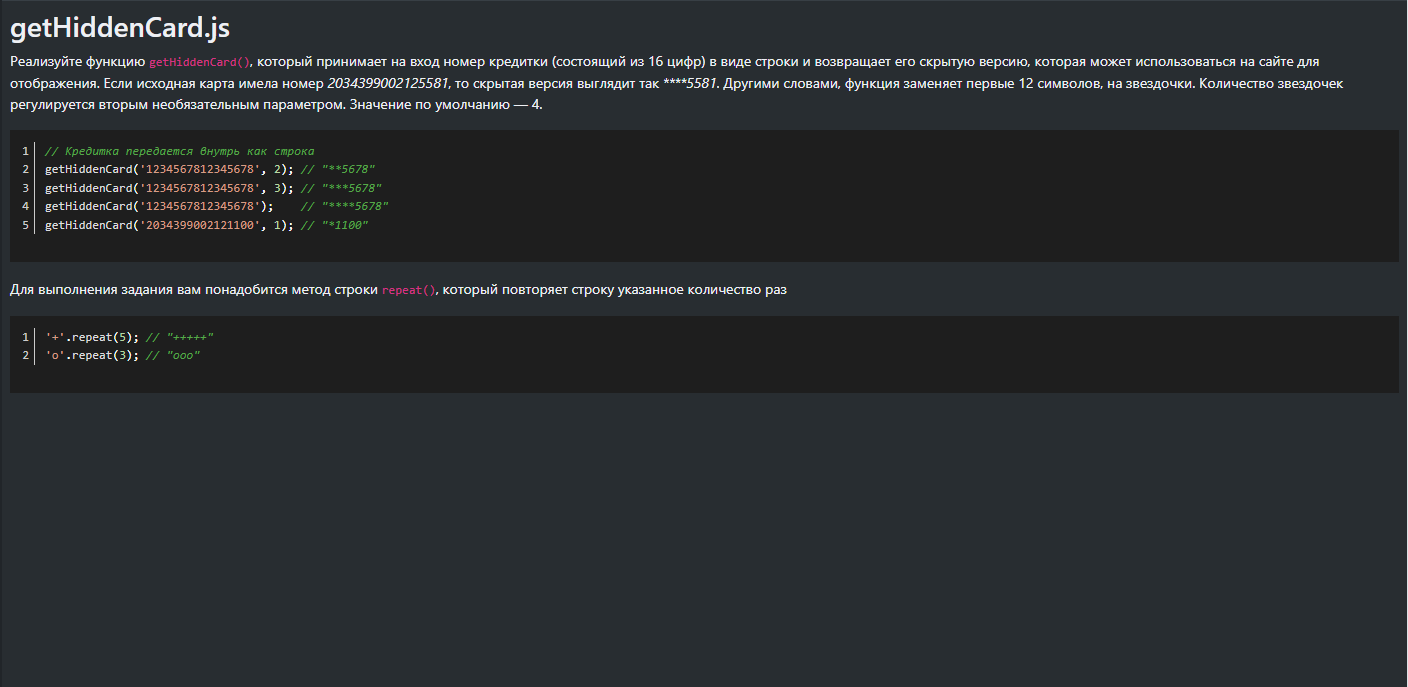 getHiddenCard.js
Реализуйте функцию getHiddenCard(), который принимает на вход номер кредитки (состоящий из 16 цифр) в виде строки и возвращает его скрытую версию, которая может использоваться на сайте для
отображения. Если исходная карта имела номер 2034399002125581, то скрытая версия выглядит так ****5581. Другими словами, функция заменяет первые 12 символов, на звездочки. Количество звездочек
регулируется вторым необязательным параметром. Значение по умолчанию — 4.
1 // Кредитка передается внутрь как строка
2 getHiddenCard('1234567812345678', 2); // "**5678"
3 getHiddenCard('1234567812345678', 3); // "***5678"
4 getHiddenCard('1234567812345678');    // "****5678"
5 getHiddenCard('2034399002121100', 1); // "*1100"
Для выполнения задания вам понадобится метод строки repeat(), который повторяет строку указанное количество раз
1 '+'.repeat(5); // "+++++"
2 'o'.repeat(3); // "ooo"